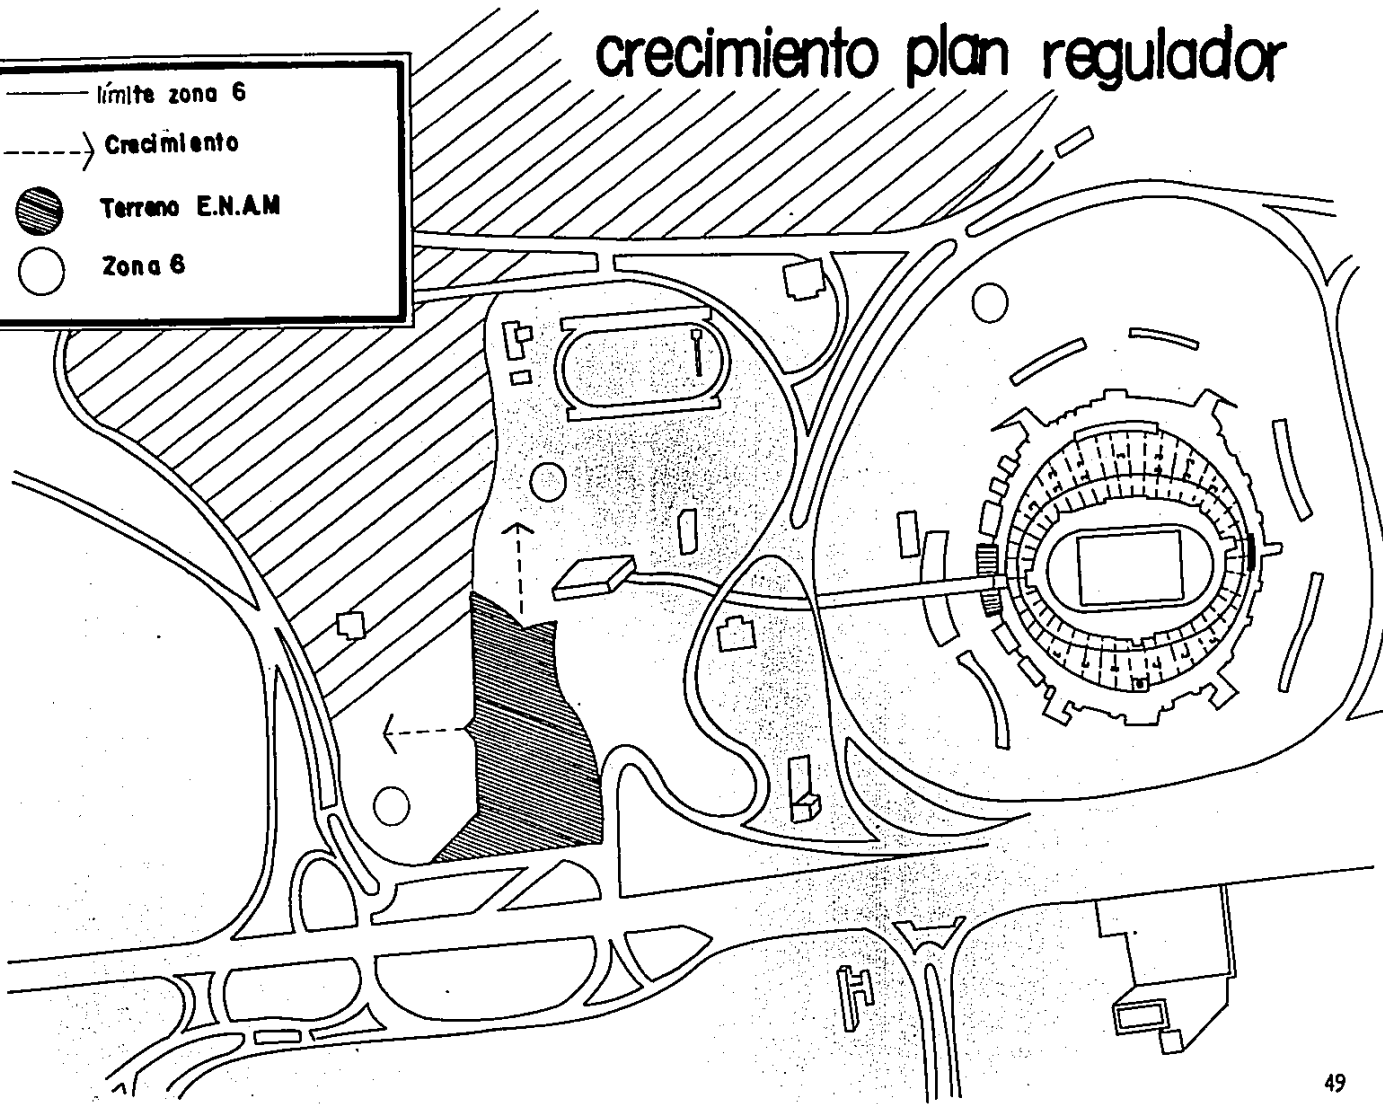 crecimiento plan regulador
límite zona 6
Crecimiento
Terreno E.N.A.M
Zona 6
49